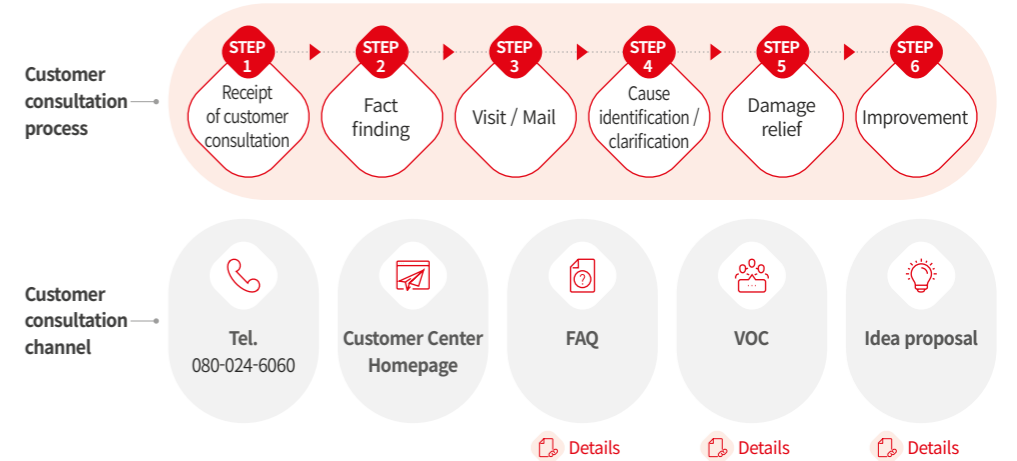 Customer
consultation
process
STEP
1
Receipt
of customer
consultation
STEP
2
Fact
finding
STEP
3
Visit / Mail
STEP
4
Cause
identification /
clarification
STEP
5
Damage
relief
STEP
6
Improvement
Customer
consultation
channel
Tel.
080-024-6060
Customer Center
Homepage
FAQ
VOC
Idea proposal
Details
Details
Details